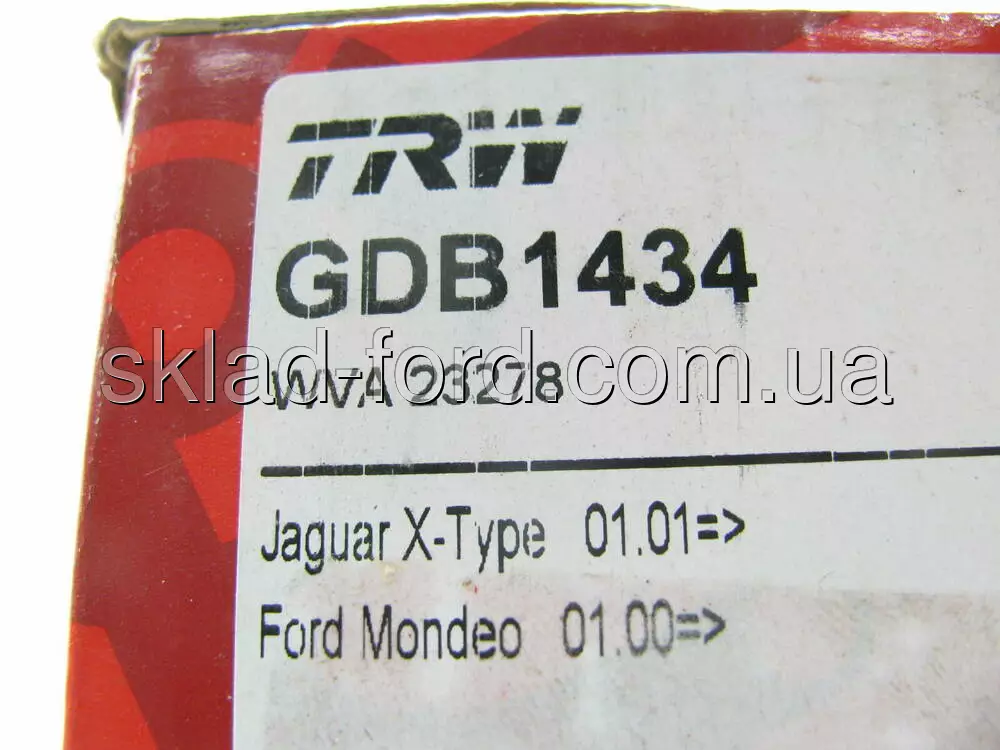 TRW
GDB1434
sklad-ford.com.ua
WVA 23278
Jaguar X-Type 01.01=>
Ford Mondeo 01.00=>